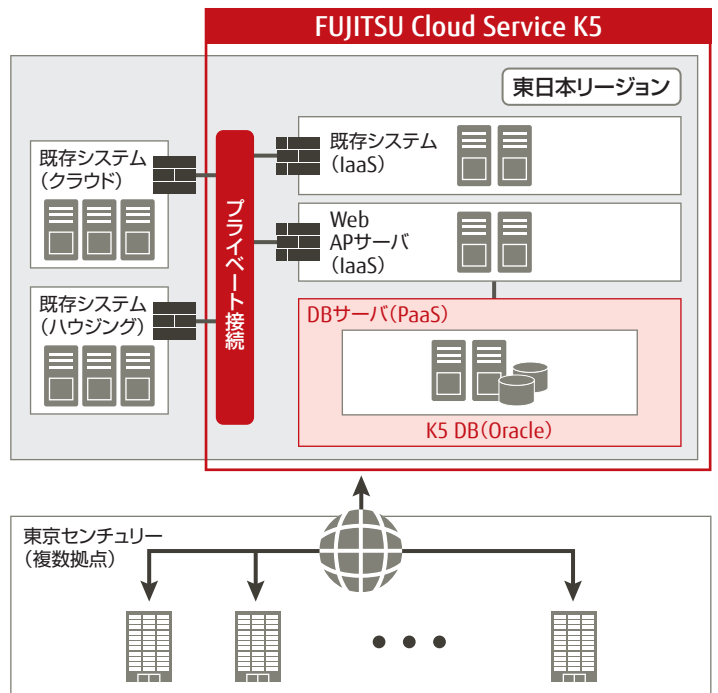 FUJITSU Cloud Service K5
東日本リージョン
既存システム
（クラウド）
既存システム
（ハウジング）
プライベート接続
既存システム
（IaaS）
Web
APサーバ
（IaaS）
DBサーバ（PaaS）
K5 DB（Oracle）
東京センチュリー
（複数拠点）